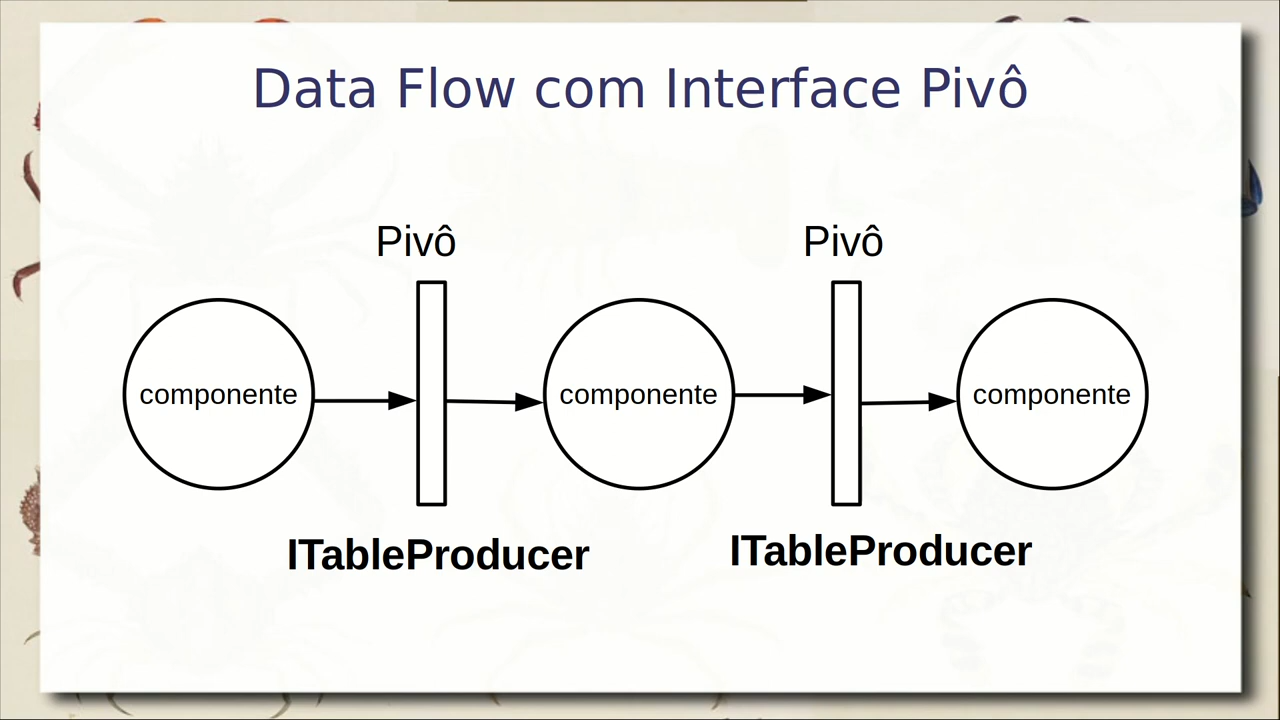 Data Flow com Interface Pivô
Pivô
Pivô
componente
componente
componente
ITableProducer
ITableProducer